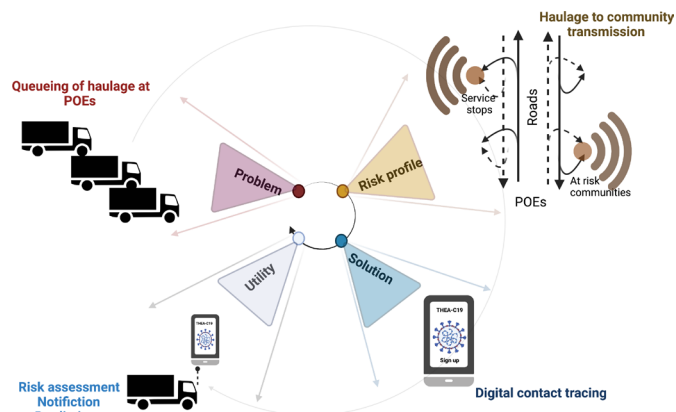 Haulage to community
transmission
Queueing of haulage at
POEs
Service
stops
Roads
At risk
communities
POEs
Problem
Risk profile
Utility
Solution
THEA-C19
Sign up
THEA-C19
Risk assessment
Notifiction
Digital contact tracing